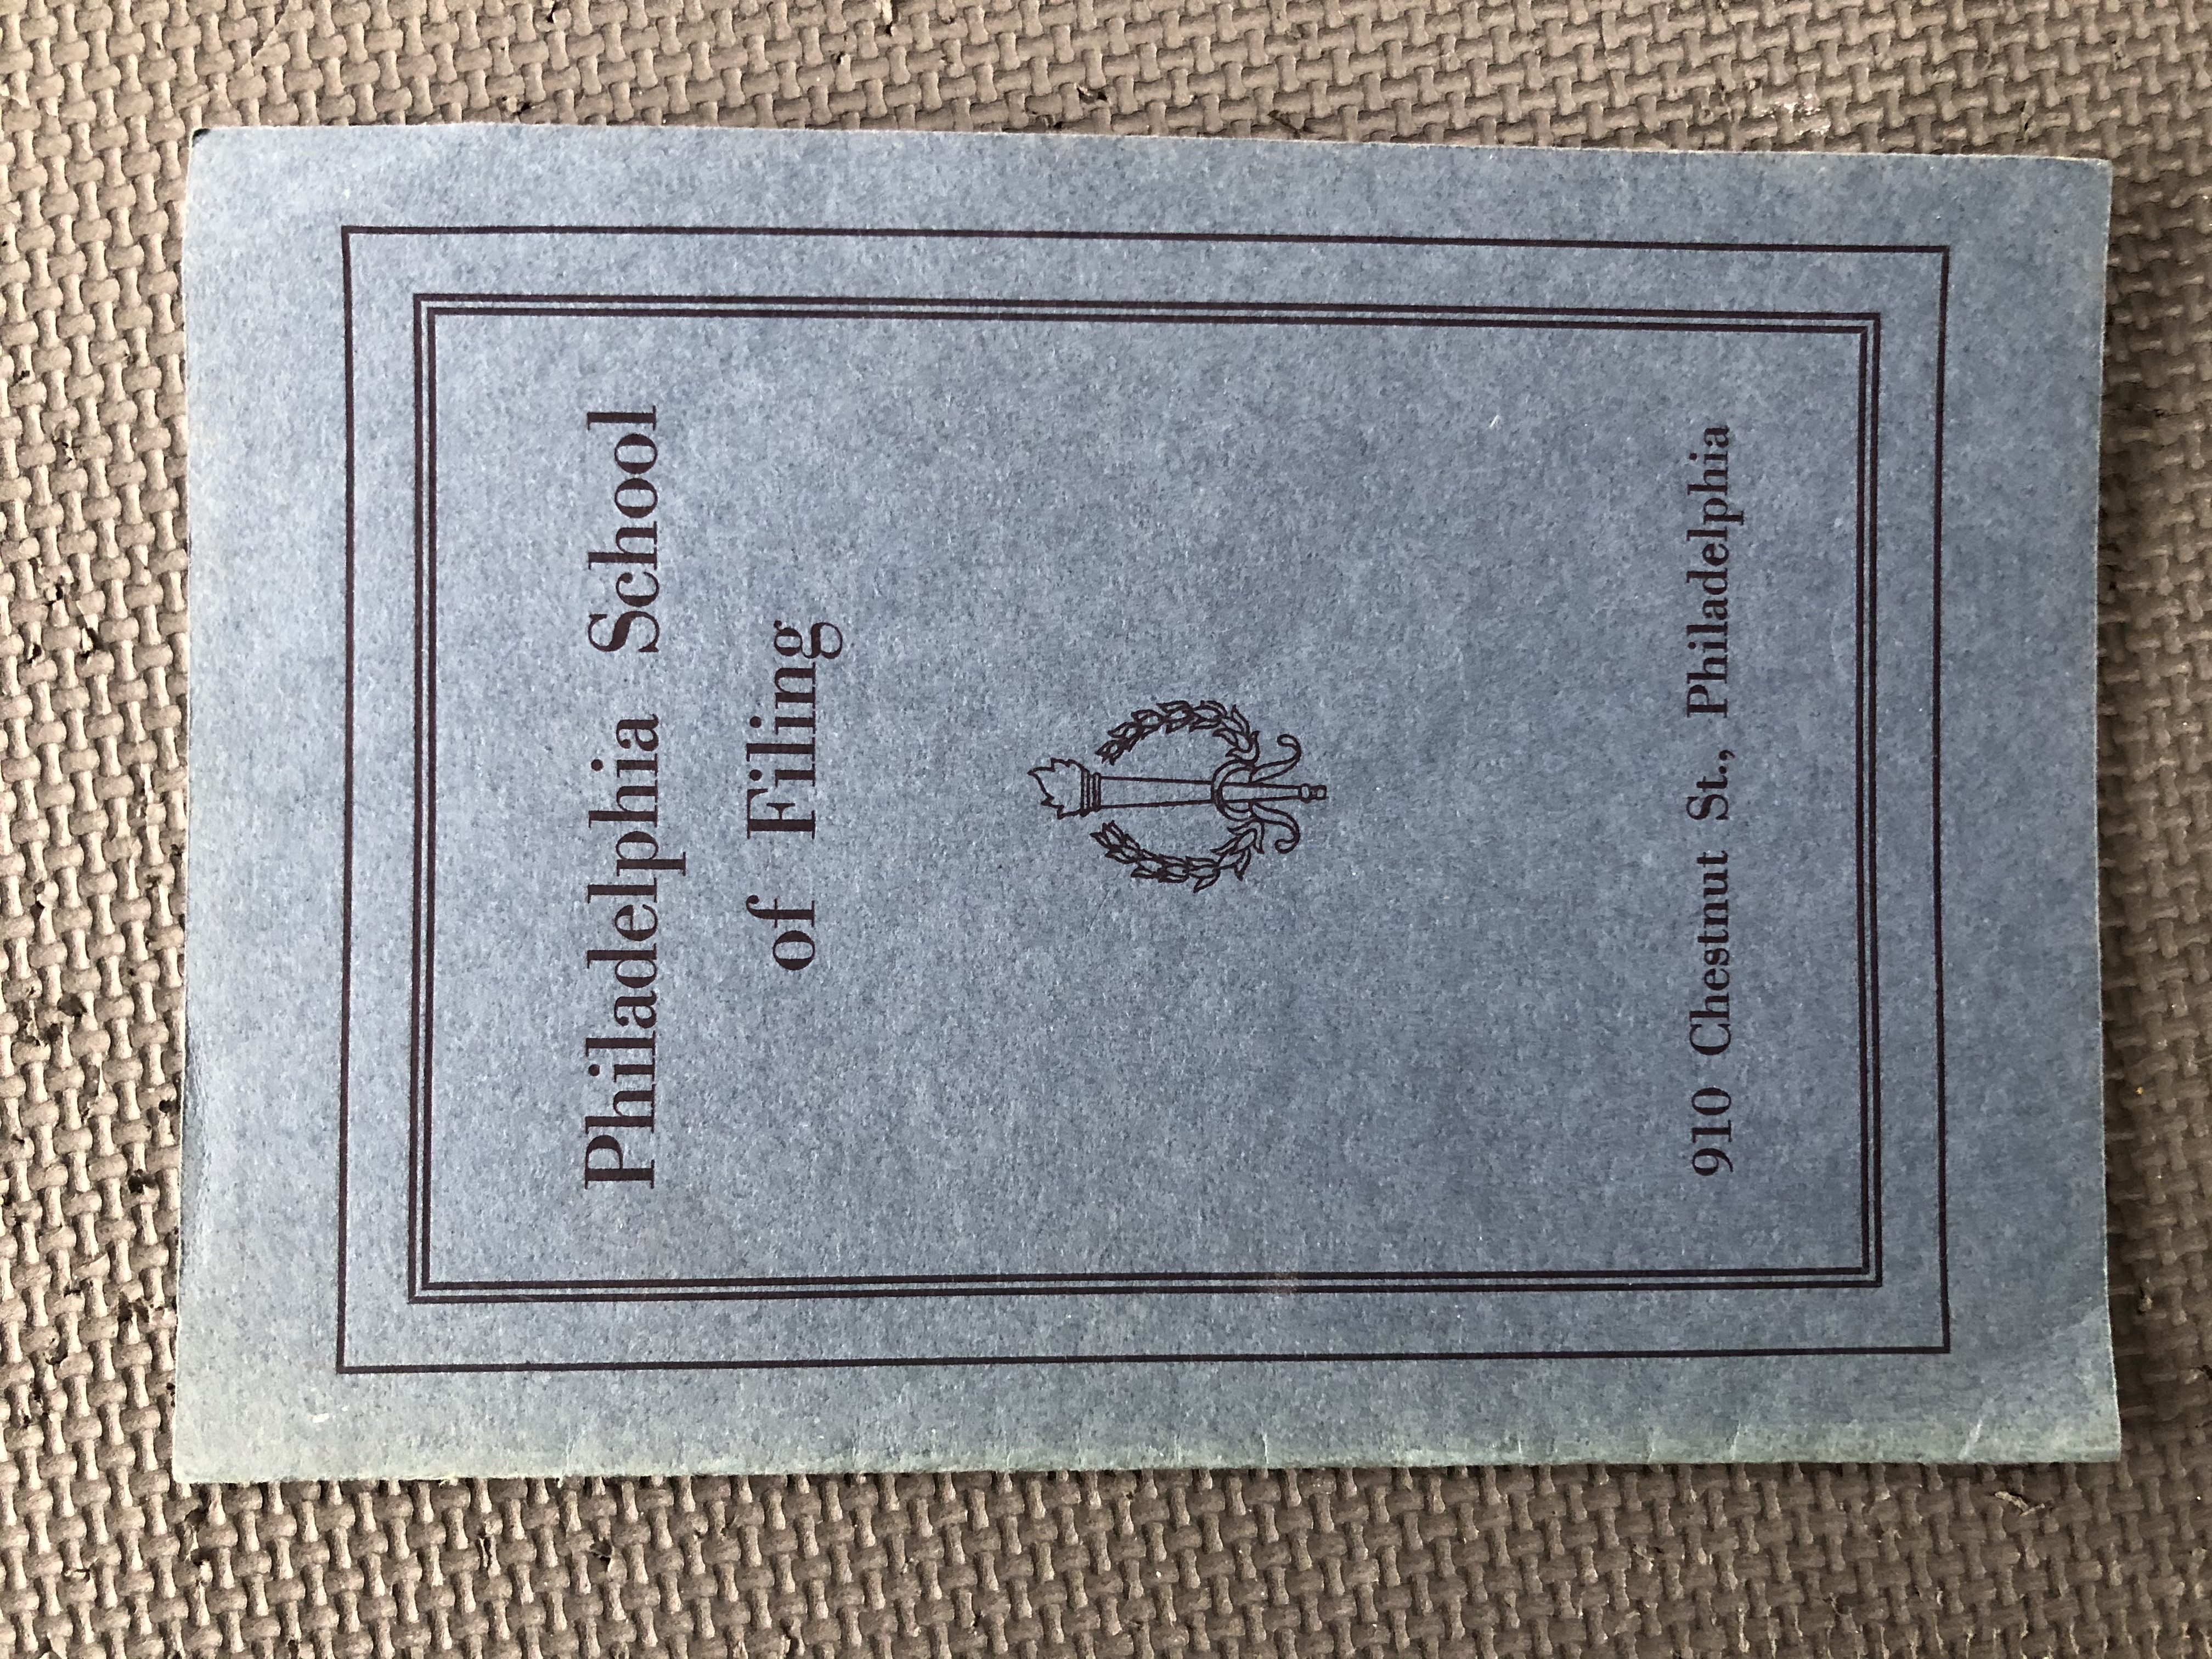 Philadelphia School
of Filing
910 Chestnut St., Philadelphia